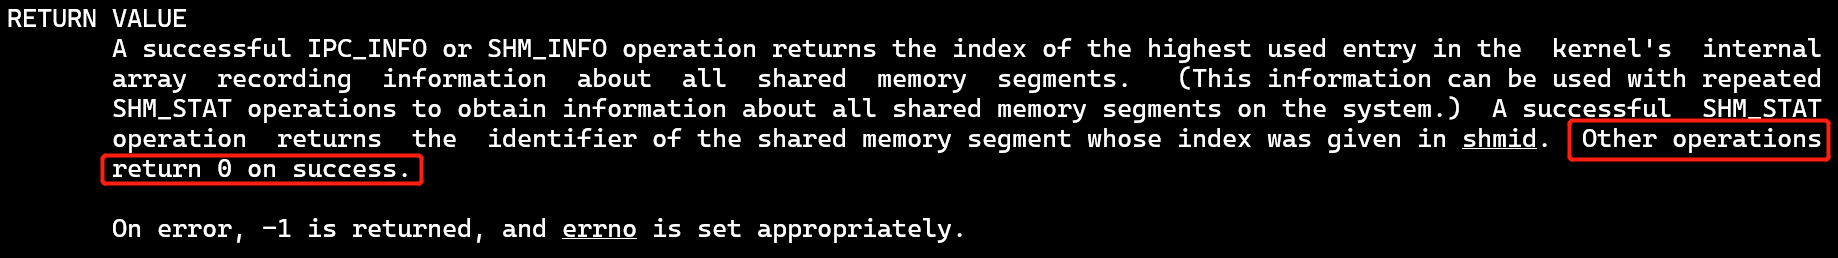 RETURN VALUE
A successful IPC_INFO or SHM_INFO operation returns the index of the highest used entry in the kernel's internal
array recording information about all shared memory segments. (This information can be used with repeated
SHM_STAT operations to obtain information about all shared memory segments on the system.) A successful SHM_STAT
operation returns the identifier of the shared memory segment whose index was given in shmid. Other operations
return 0 on success.
On error, -1 is returned, and errno is set appropriately.